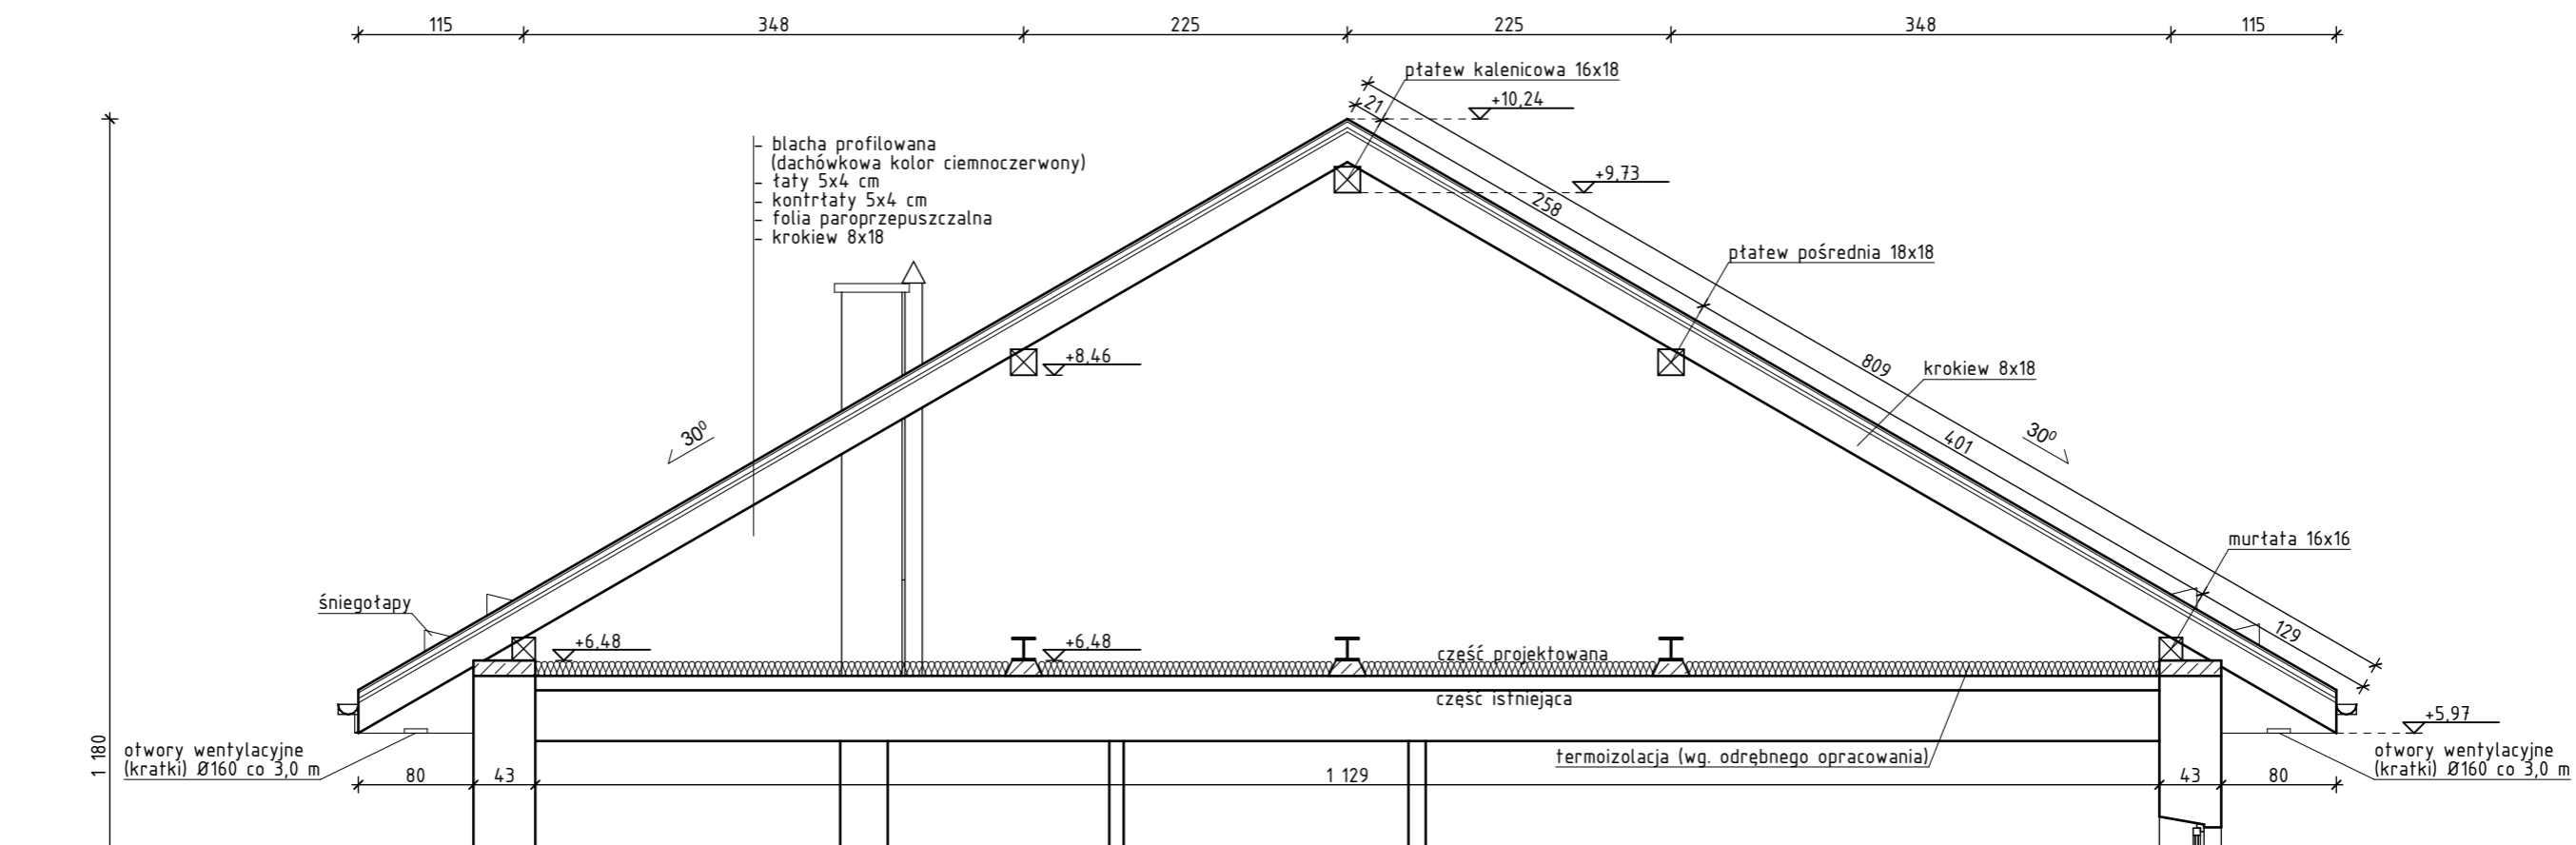 115
348
225
225
348
115
płatew kalenicowa 16x18
21
+10,24
blacha profilowana
(dachówkowa kolor ciemnoczerwony)
łaty 5x4 cm
kontrłaty 5x4 cm
folia paroprzepuszczalna
krokiew 8x18
+9,73
258
płatew pośrednia 18x18
+8,46
809
krokiew 8x18
30⁰
401
30⁰
murłata 16x16
śniegołapy
+6,48
+6,48
część projektowana
część istniejąca
129
+5,97
1 180
otwory wentylacyjne
(kratki) Ø160 co 3,0 m
termoizolacja (wg. odrębnego opracowania)
otwory wentylacyjne
(kratki) Ø160 co 3,0 m
80
43
1 129
43
80